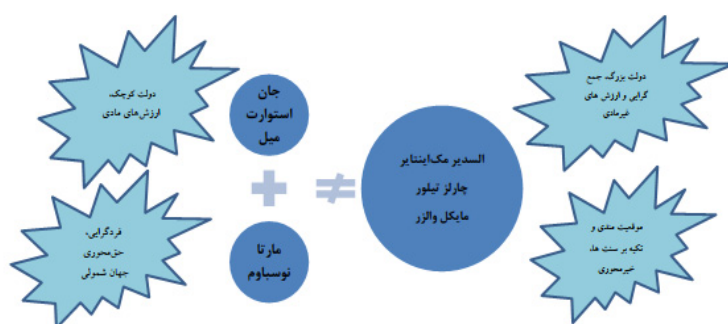 دولت بزرگ، جمع
گرایی و ارزش های
غیرمادی
موقعیت مندی و
تکیه بر سنت ها،
خیرمحوری
السدیر مک‌اینتایر
چارلز تیلور
مایکل والزر
≠
جان
استوارت
میل
+
مارتا
نوسباوم
دولت کوچک،
ارزش‌های مادی
فردگرایی،
حق‌محوری
جهان شمولی